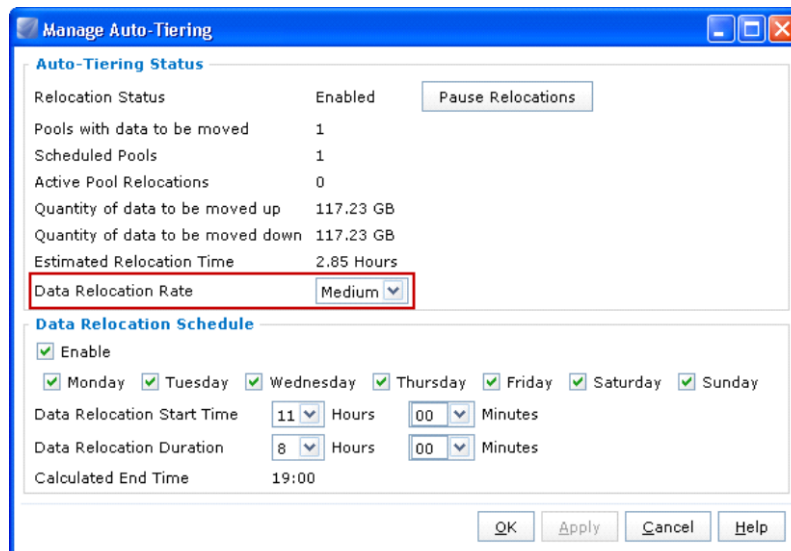 Manage Auto-Tiering
Auto-Tiering Status
Relocation Status Enabled Pause Relocations
Pools with data to be moved 1
Scheduled Pools 1
Active Pool Relocations 0
Quantity of data to be moved up 117.23 GB
Quantity of data to be moved down 117.23 GB
Estimated Relocation Time 2.85 Hours
Data Relocation Rate Medium
Data Relocation Schedule
Enable
Monday Tuesday Wednesday Thursday Friday Saturday Sunday
Data Relocation Start Time 11 Hours 00 Minutes
Data Relocation Duration 8 Hours 00 Minutes
Calculated End Time 19:00
OK Apply Cancel Help